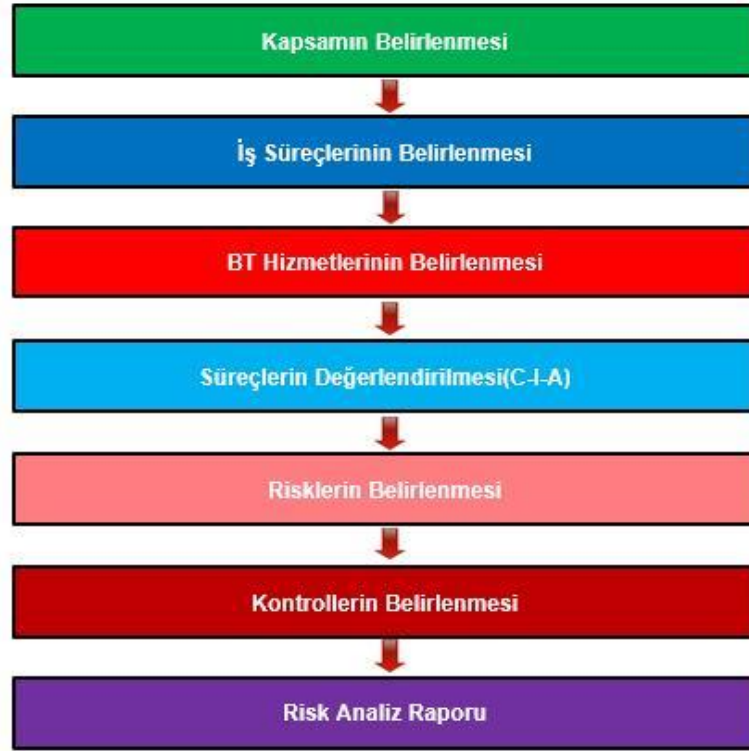 Kapsamın Belirlenmesi
İş Süreçlerinin Belirlenmesi
BT Hizmetlerinin Belirlenmesi
Süreçlerin Değerlendirilmesi(C-I-A)
Risklerin Belirlenmesi
Kontrollerin Belirlenmesi
Risk Analiz Raporu